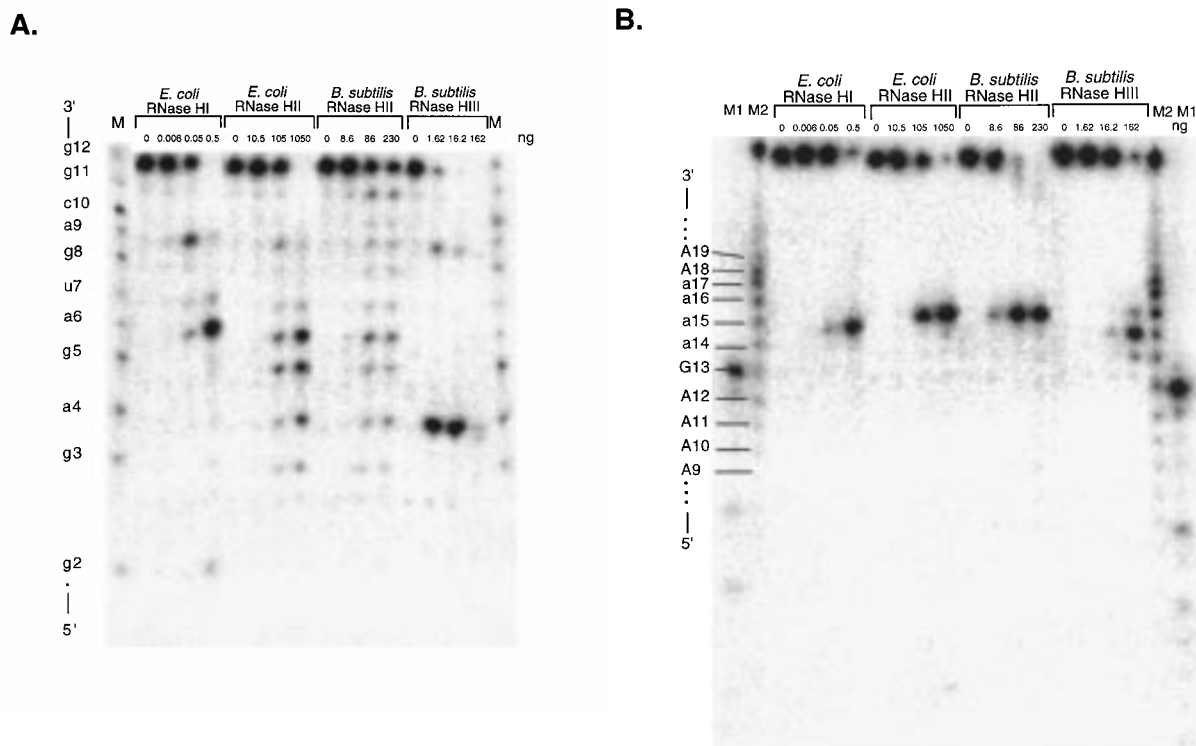 A.
E. coli RNase HI
E. coli RNase HII
B. subtilis RNase HII
B. subtilis RNase HIII
3'
M
M
0 0.006 0.05 0.5 0 10.5 105 1050 0 8.6 86 230 0 1.62 16.2 162 ng
g12
g11
c10
a9
g8
u7
a6
g5
a4
g3
g2
5'
B.
E. coli RNase HI
E. coli RNase HII
B. subtilis RNase HII
B. subtilis RNase HIII
M1 M2
M2 M1
0 0.006 0.05 0.5 0 10.5 105 1050 0 8.6 86 230 0 1.62 16.2 162 ng
3'
A19
A18
a17
a16
a15
a14
G13
A12
A11
A10
A9
5'